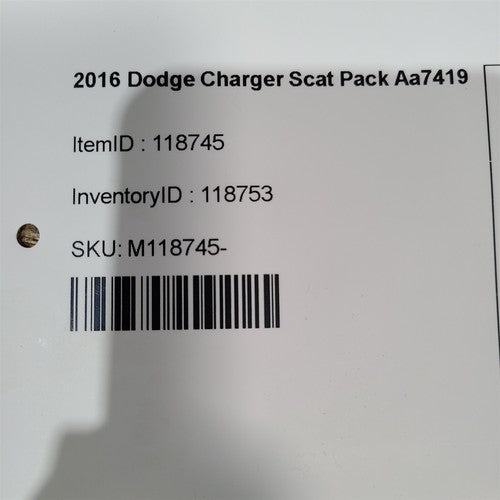 2016 Dodge Charger Scat Pack Aa7419
ItemID : 118745
InventoryID : 118753
SKU: M118745-